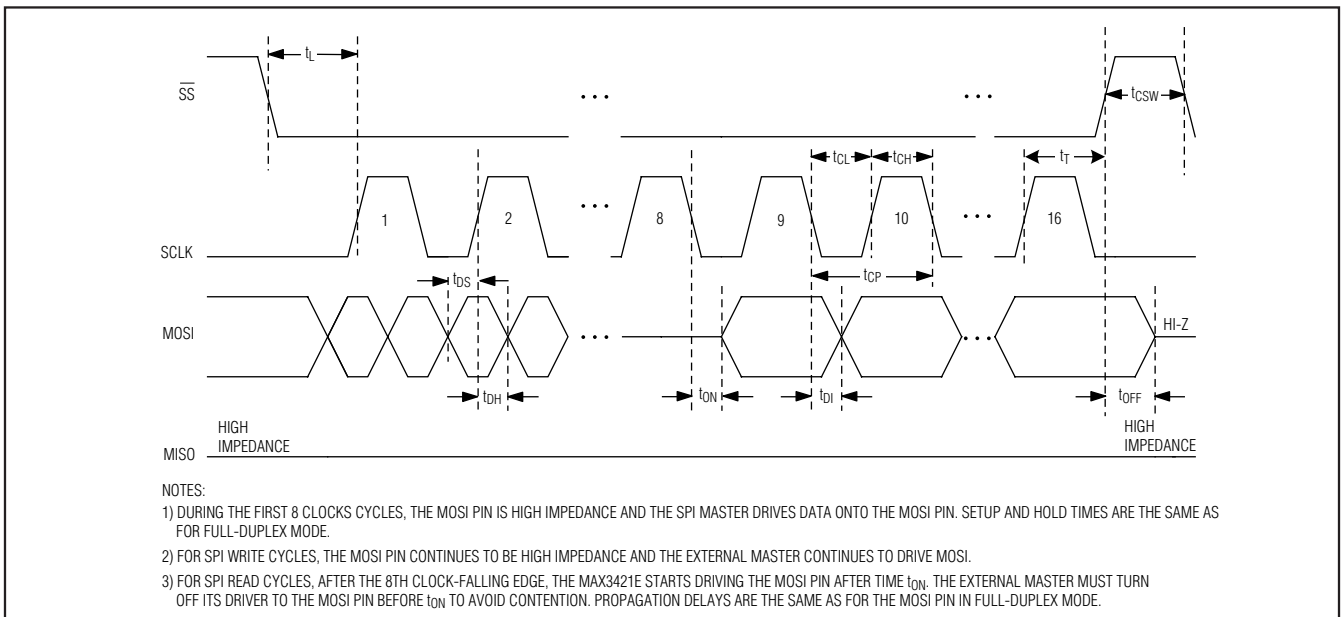 tL
SS
• • •
• • •
tCSW
tCL
tCH
tT
1
2
• • •
8
9
10
• • •
16
SCLK
tDS
tCP
MOSI
• • •
• • •
HI-Z
tDH
tON
tDI
tOFF
HIGH
IMPEDANCE
HIGH
IMPEDANCE
MISO
NOTES:
1) DURING THE FIRST 8 CLOCKS CYCLES, THE MOSI PIN IS HIGH IMPEDANCE AND THE SPI MASTER DRIVES DATA ONTO THE MOSI PIN. SETUP AND HOLD TIMES ARE THE SAME AS
FOR FULL-DUPLEX MODE.
2) FOR SPI WRITE CYCLES, THE MOSI PIN CONTINUES TO BE HIGH IMPEDANCE AND THE EXTERNAL MASTER CONTINUES TO DRIVE MOSI.
3) FOR SPI READ CYCLES, AFTER THE 8TH CLOCK-FALLING EDGE, THE MAX3421E STARTS DRIVING THE MOSI PIN AFTER TIME tON. THE EXTERNAL MASTER MUST TURN
OFF ITS DRIVER TO THE MOSI PIN BEFORE tON TO AVOID CONTENTION. PROPAGATION DELAYS ARE THE SAME AS FOR THE MOSI PIN IN FULL-DUPLEX MODE.